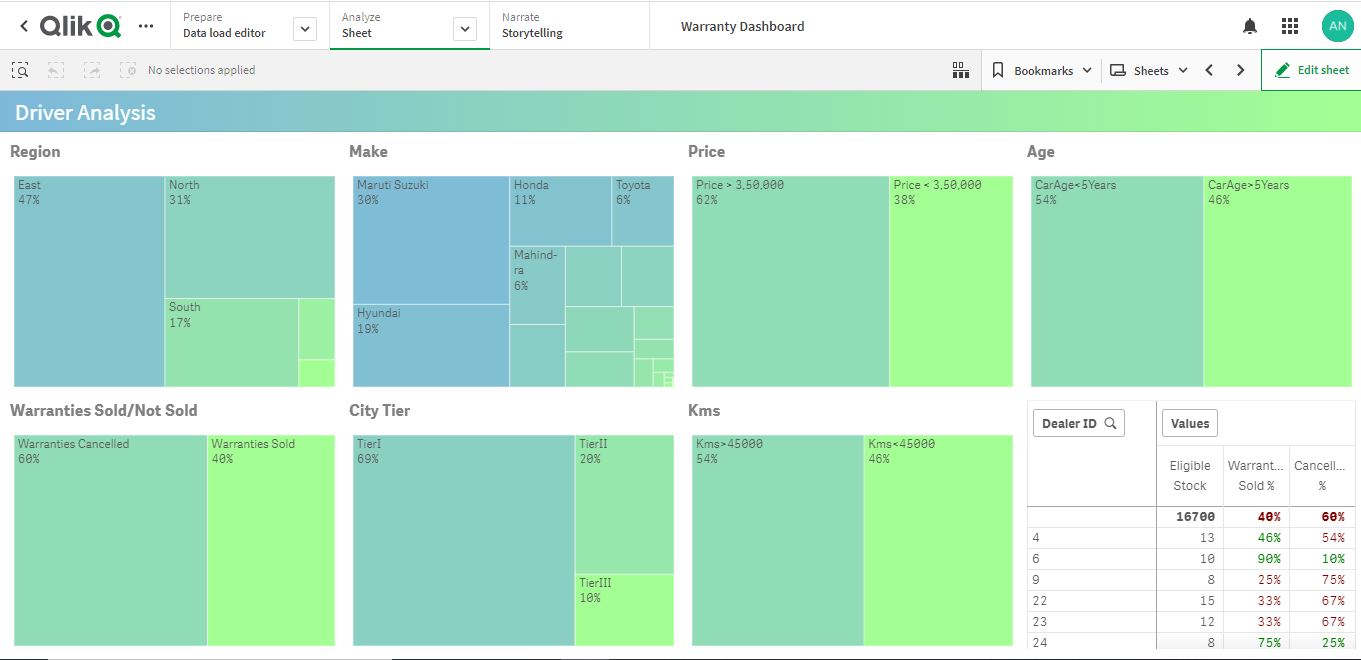 Qlik
Prepare
Data load editor
Analyze
Sheet
Narrate
Storytelling
Warranty Dashboard
AN
No selections applied
Bookmarks
Sheets
Edit sheet
Driver Analysis
Region
East
47%
North
31%
South
17%
Make
Maruti Suzuki
30%
Hyundai
19%
Honda
11%
Toyota
6%
Mahind-
ra
6%
Price
Price > 3,50,000
62%
Price < 3,50,000
38%
Age
CarAge<5Years
54%
CarAge>5Years
46%
Warranties Sold/Not Sold
Warranties Cancelled
60%
Warranties Sold
40%
City Tier
TierI
69%
TierII
20%
TierIII
10%
Kms
Kms>45000
54%
Kms<45000
46%
Dealer ID Values
Eligible Warrant... Cancell...
Stock Sold % %
16700 40% 60%
4 13 46% 54%
6 10 90% 10%
9 8 25% 75%
22 15 33% 67%
23 12 33% 67%
24 8 75% 25%